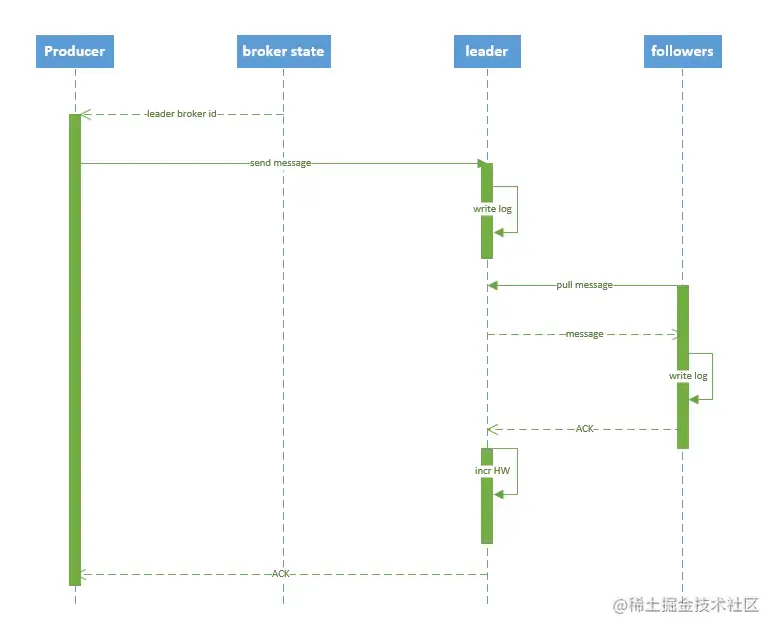 Producer
broker state
leader
followers
leader broker id
send message
write log
pull message
message
write log
ACK
incr HW
ACK
@稀土掘金技术社区